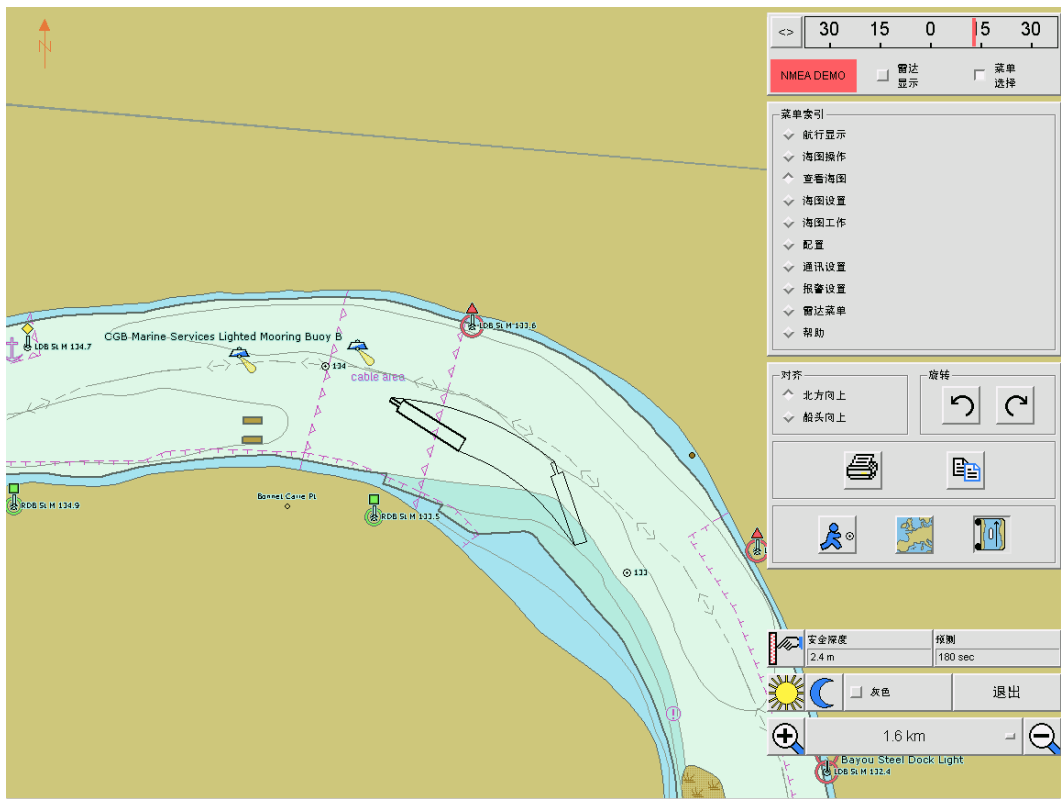 N
<> 30 15 0 15 30
NMEA DEMO
雷达
显示
菜单
选择
菜单索引
航行显示
海图操作
查看海图
海图设置
海图工作
配置
通讯设置
报警设置
雷达菜单
帮助
对齐
北方向上
船头向上
旋转
安全深度
2.4 m
预测
180 sec
灰色
退出
1.6 km
LDB St M 133.6
CGB Marine Services Lighted Mooring Buoy B
LDB St M 134.7
134
cable area
RDB St M 134.9
Bonnet Carre Pt
RDB St M 133.5
133
Bayou Steel Dock Light
LDB St M 132.4